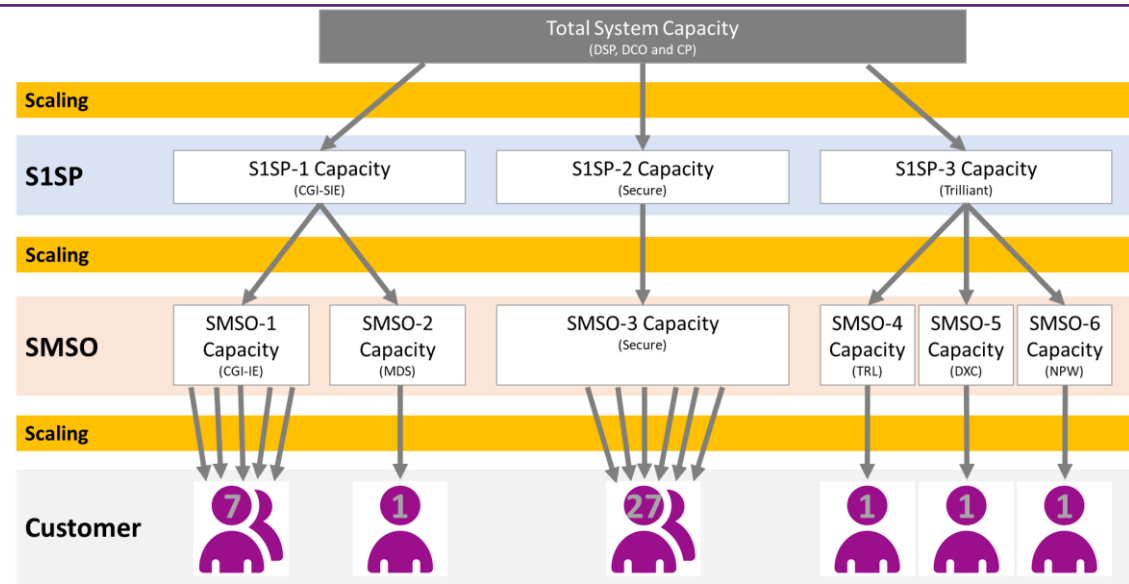 Total System Capacity
(DSP, DCO and CP)
Scaling
S1SP
S1SP-1 Capacity
(CGI-SIE)
S1SP-2 Capacity
(Secure)
S1SP-3 Capacity
(Trilliant)
Scaling
SMSO
SMSO-1
Capacity
(CGI-IE)
SMSO-2
Capacity
(MDS)
SMSO-3 Capacity
(Secure)
SMSO-4
Capacity
(TRL)
SMSO-5
Capacity
(DXC)
SMSO-6
Capacity
(NPW)
Scaling
Customer
7
1
27
1
1
1